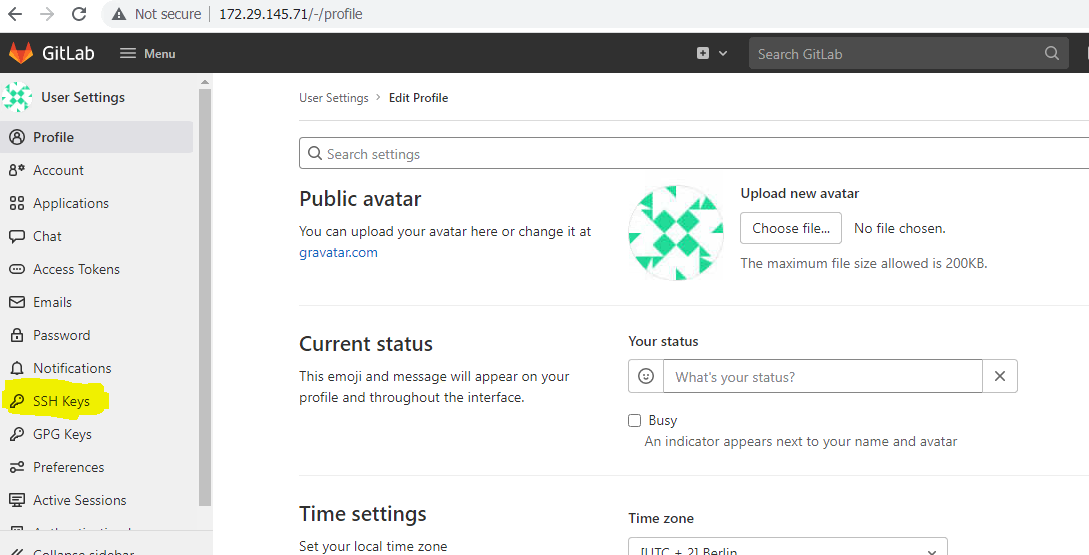 Not secure 172.29.145.71/-/profile
GitLab Menu Search GitLab
User Settings
Profile
Account
Applications
Chat
Access Tokens
Emails
Password
Notifications
SSH Keys
GPG Keys
Preferences
Active Sessions
Collapse sidebar
User Settings > Edit Profile
Search settings
Public avatar
You can upload your avatar here or change it at
gravatar.com
Upload new avatar
Choose file... No file chosen.
The maximum file size allowed is 200KB.
Current status
This emoji and message will appear on your
profile and throughout the interface.
Your status
What's your status?
Busy
An indicator appears next to your name and avatar
Time settings
Set your local time zone
Time zone
[UTC + 2] Berlin